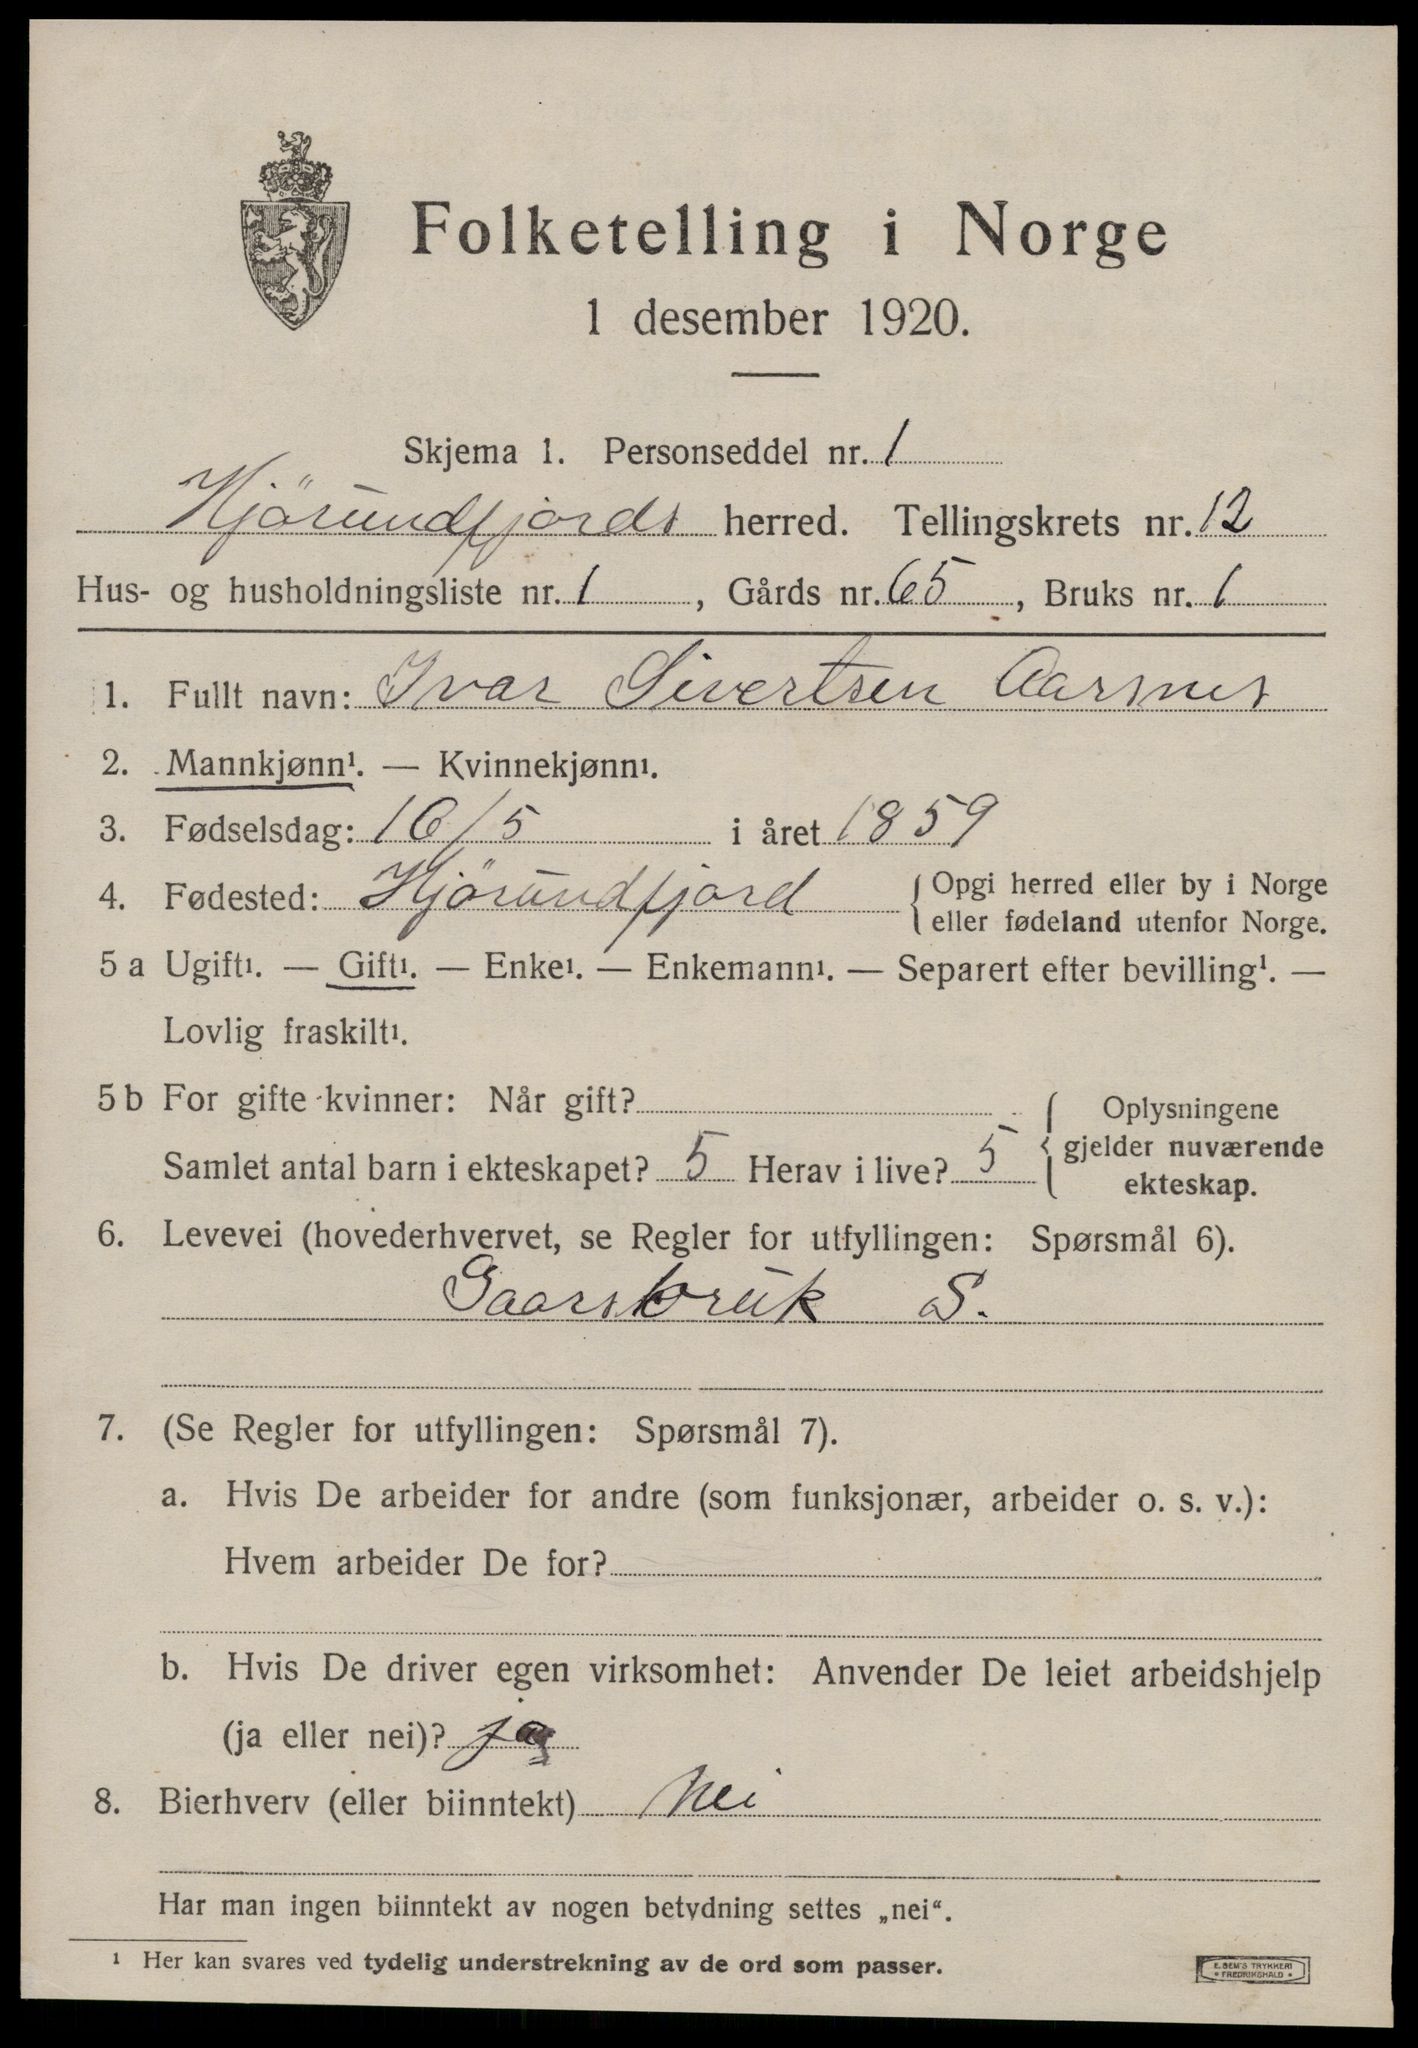 Folketelling i Norge
1 desember 1920.
Skjema 1. Personseddel nr. 1
Hjörundfjords herred. Tellingskrets nr. 12
Hus- og husholdningsliste nr. 1, Gårds nr. 65, Bruks nr. 1
1. Fullt navn: Ivar Sivertsen Aarsnes
2. Mannkjønn¹. — Kvinnekjønn¹.
3. Fødselsdag: 16/5 i året 1859
4. Fødested: Hjörundfjord {Opgi herred eller by i Norge
eller fødeland utenfor Norge.
5 a Ugift¹. — Gift¹. — Enke¹. — Enkemann¹. — Separert efter bevilling¹. —
Lovlig fraskilt¹.
5 b For gifte kvinner: Når gift? { Oplysningene
Samlet antal barn i ekteskapet? 5 Herav i live? 5 gjelder nuværende
ekteskap.
6. Levevei (hovederhvervet, se Regler for utfyllingen: Spørsmål 6).
Gaarsbruk S.
7. (Se Regler for utfyllingen: Spørsmål 7).
a. Hvis De arbeider for andre (som funksjonær, arbeider o. s. v.):
Hvem arbeider De for?
b. Hvis De driver egen virksomhet: Anvender De leiet arbeidshjelp
(ja eller nei)? ja
8. Bierhverv (eller biinntekt) Nei
Har man ingen biinntekt av nogen betydning settes „nei“.
¹ Her kan svares ved tydelig understrekning av de ord som passer.
E. SEM'S TRYKKERI
• FREDRIKSHALD •